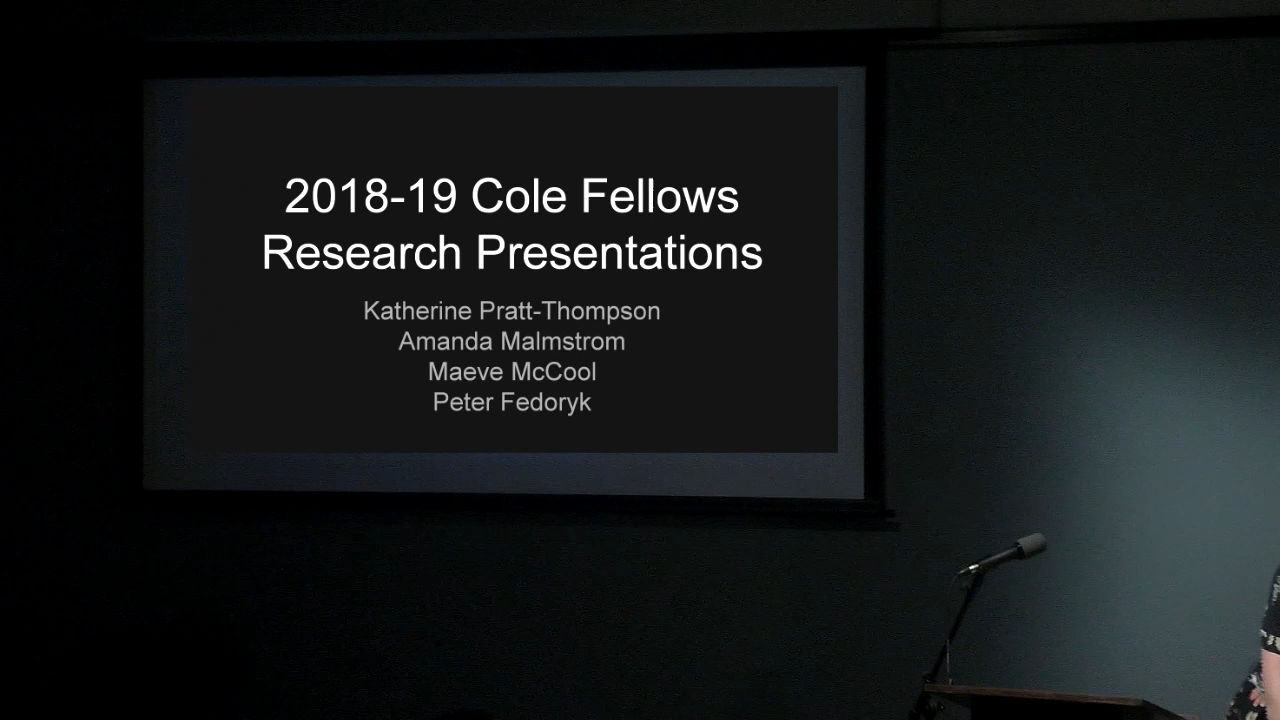 2018-19 Cole Fellows
Research Presentations
Katherine Pratt-Thompson
Amanda Malmstrom
Maeve McCool
Peter Fedoryk